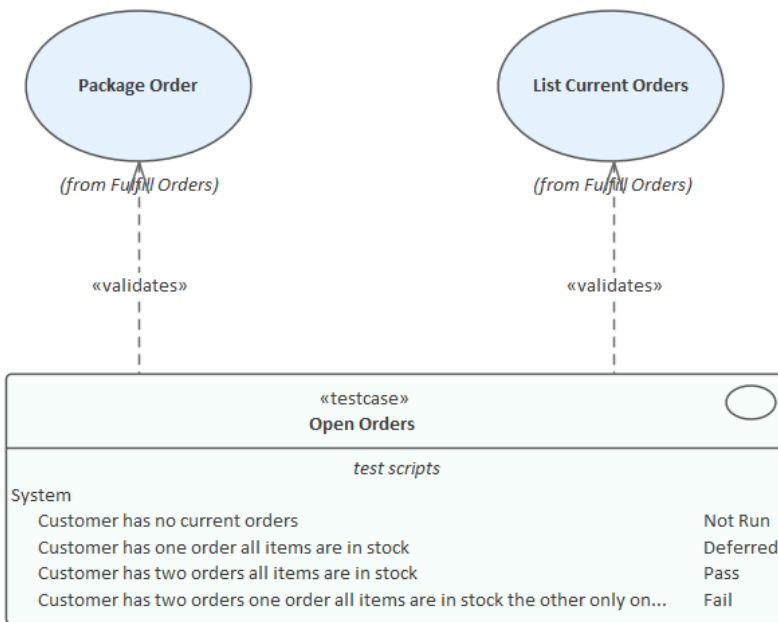 Package Order
List Current Orders
(from Fulfill Orders)
(from Fulfill Orders)
«validates»
«validates»
«testcase»
Open Orders
test scripts
System
Customer has no current orders Not Run
Customer has one order all items are in stock Deferred
Customer has two orders all items are in stock Pass
Customer has two orders one order all items are in stock the other only on... Fail